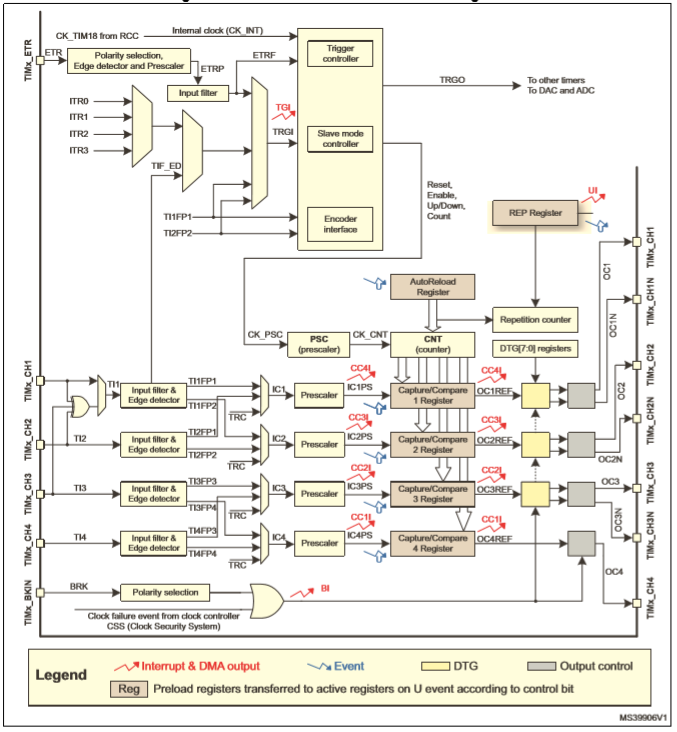 CK_TIM18 from RCC
Internal clock (CK_INT)
TIMx_ETR
ETR
Polarity selection,
Edge detector and Prescaler
ETRP
Input filter
ETRF
Trigger
controller
TRGO
To other timers
To DAC and ADC
ITR0
ITR1
ITR2
ITR3
TIF_ED
TGI
TRGI
Slave mode
controller
Reset,
Enable,
Up/Down,
Count
TI1FP1
TI2FP2
Encoder
interface
UI
REP Register
AutoReload
Register
Repetition counter
CK_PSC
PSC
(prescaler)
CK_CNT
CNT
(counter)
DTG[7:0] registers
TIMx_CH1
TI1
Input filter &
Edge detector
TI1FP1
TI1FP2
TRC
IC1
Prescaler
CC4I
IC1PS
Capture/Compare
1 Register
CC4I
OC1REF
TIMx_CH2
TI2
Input filter &
Edge detector
TI2FP1
TI2FP2
TRC
IC2
Prescaler
CC3I
IC2PS
Capture/Compare
2 Register
CC3I
OC2REF
TIMx_CH3
TI3
Input filter &
Edge detector
TI3FP3
TI3FP4
TRC
IC3
Prescaler
CC2I
IC3PS
Capture/Compare
3 Register
CC2I
OC3REF
TIMx_CH4
TI4
Input filter &
Edge detector
TI4FP3
TI4FP4
TRC
IC4
Prescaler
CC1I
IC4PS
Capture/Compare
4 Register
CC1I
OC4REF
OC1
TIMx_CH1
OC1N
TIMx_CH1N
OC2
TIMx_CH2
OC2N
TIMx_CH2N
OC3
TIMx_CH3
OC3N
TIMx_CH3N
OC4
TIMx_CH4
TIMx_BKIN
BRK
Polarity selection
BI
Clock failure event from clock controller
CSS (Clock Security System)
Legend
Interrupt & DMA output
Event
DTG
Output control
Reg
Preload registers transferred to active registers on U event according to control bit
MS39906V1